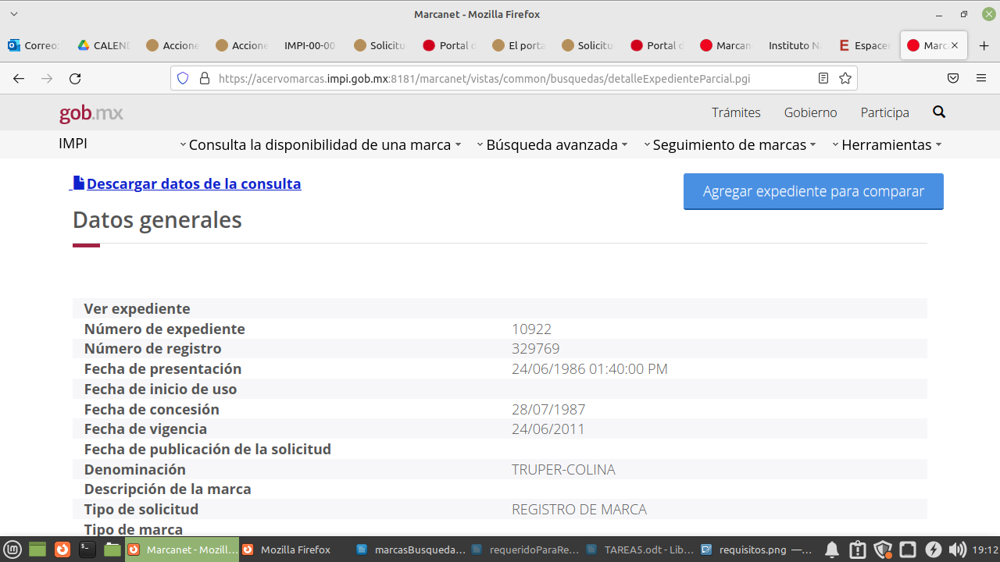 Marcanet - Mozilla Firefox
Correo: CALEND Accione Accione IMPI-00-00 Solicitu Portal d El porta Solicitu Portal d Marcan Instituto Na Espacen Marc
https://acervomarcas.impi.gob.mx:8181/marcanet/vistas/common/busquedas/detalleExpedienteParcial.pgi
gob.mx Trámites Gobierno Participa
IMPI Consulta la disponibilidad de una marca Búsqueda avanzada Seguimiento de marcas Herramientas
Descargar datos de la consulta
Agregar expediente para comparar
Datos generales
Ver expediente
Número de expediente 10922
Número de registro 329769
Fecha de presentación 24/06/1986 01:40:00 PM
Fecha de inicio de uso
Fecha de concesión 28/07/1987
Fecha de vigencia 24/06/2011
Fecha de publicación de la solicitud
Denominación TRUPER-COLINA
Descripción de la marca
Tipo de solicitud REGISTRO DE MARCA
Tipo de marca
Marcanet - Mozill... Mozilla Firefox marcasBusqueda... requeridoParaRe... TAREA5.odt - Lib... requisitos.png —... 19:12